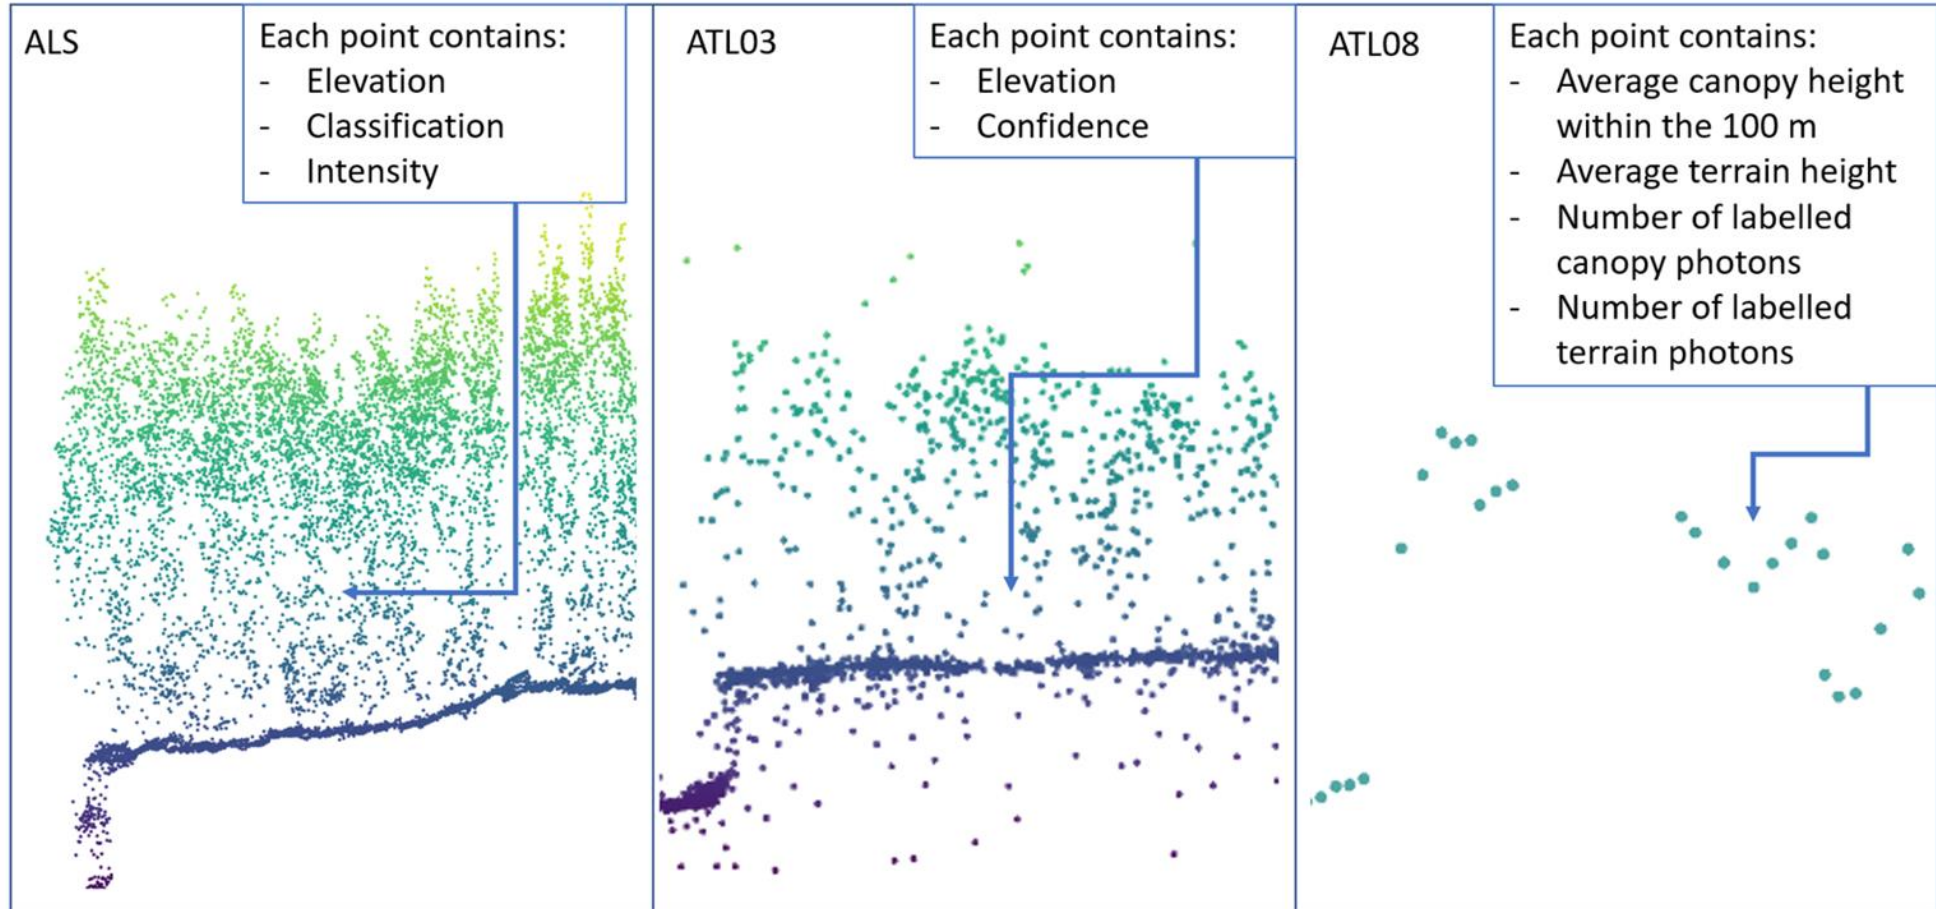 ALS
Each point contains:
- Elevation
- Classification
- Intensity
ATL03
Each point contains:
- Elevation
- Confidence
ATL08
Each point contains:
- Average canopy height
within the 100 m
- Average terrain height
- Number of labelled
canopy photons
- Number of labelled
terrain photons